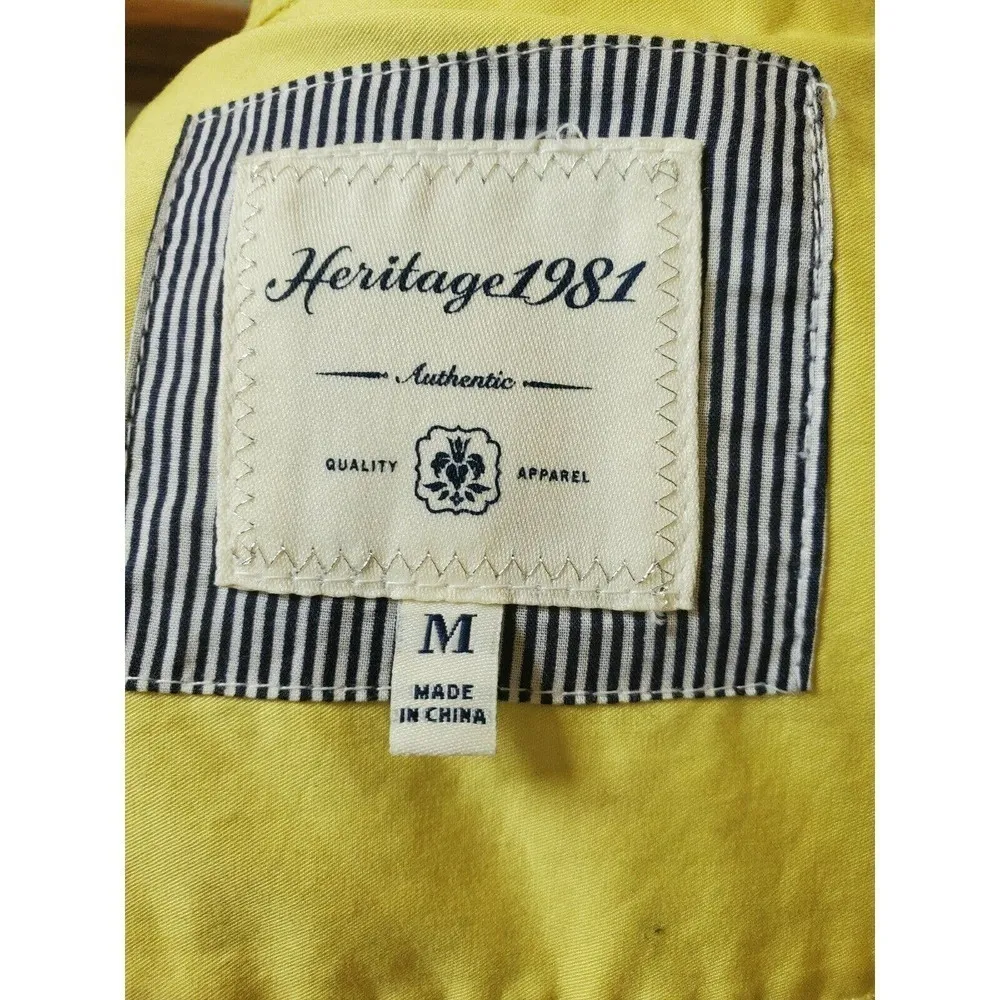 Heritage1981
Authentic
QUALITY APPAREL
M
MADE
IN CHINA